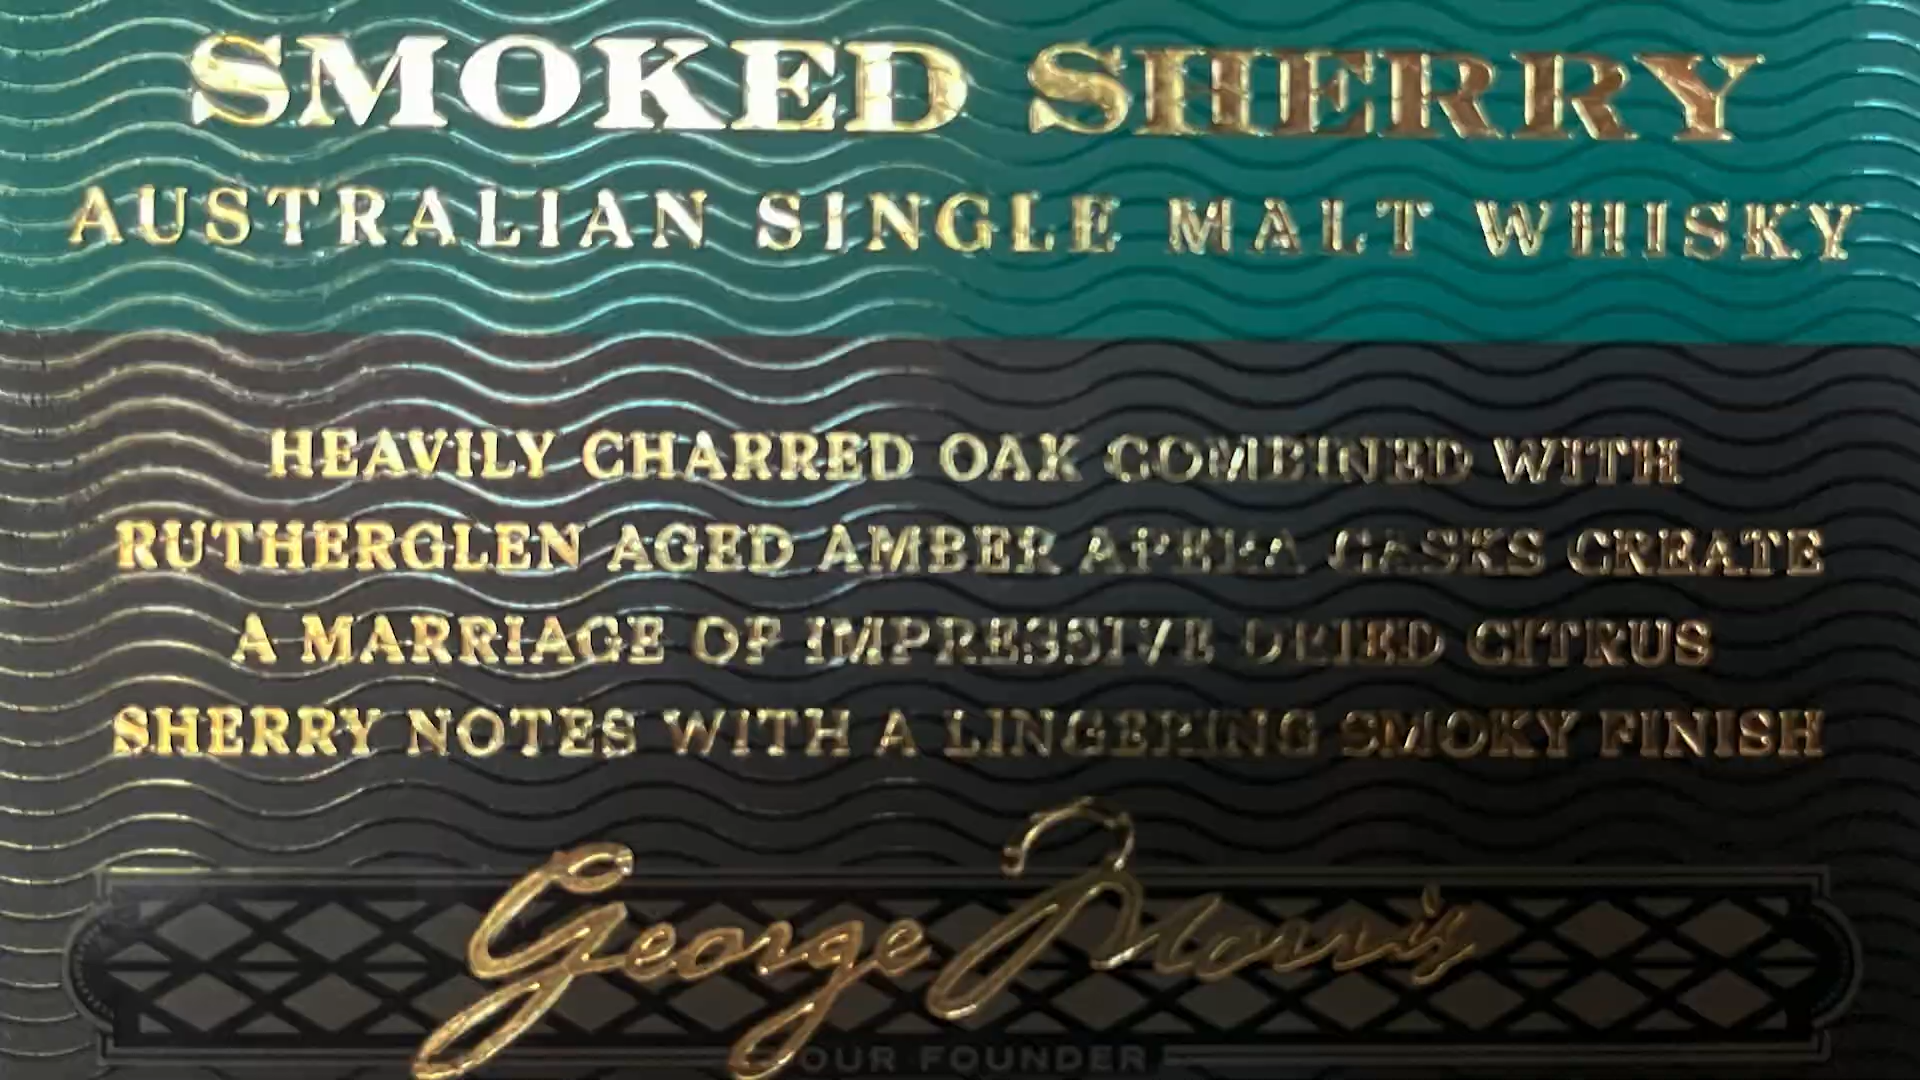 SMOKED SHERRY
AUSTRALIAN SINGLE MALT WHISKY
HEAVILY CHARRED OAK COMBINED WITH
RUTHERGLEN AGED AMBER APERA CASKS CREATE
A MARRIAGE OF IMPRESSIVE DRIED CITRUS
SHERRY NOTES WITH A LINGERING SMOKY FINISH
George Morris
OUR FOUNDER